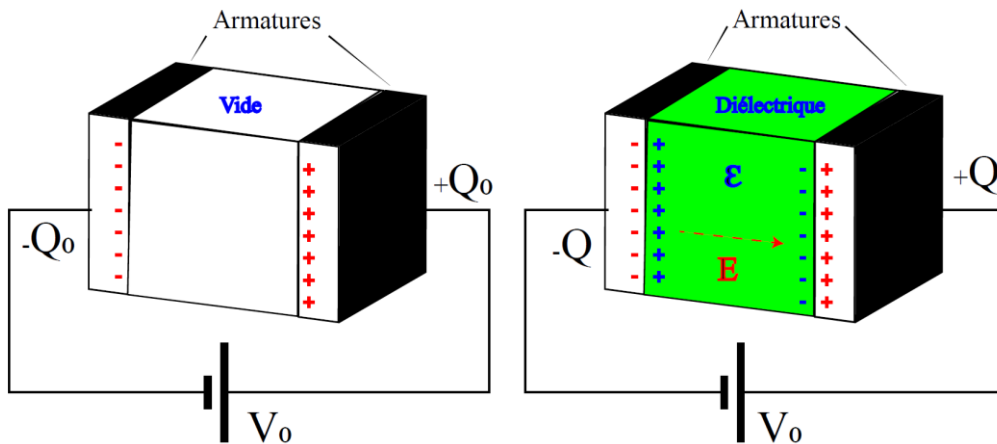 Armatures
Vide
+Q₀
-Q₀
V₀
Armatures
Diélectrique
ε
E
+Q
-Q
V₀